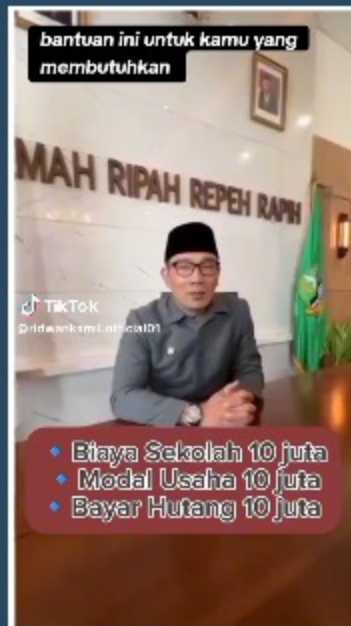 bantuan ini untuk kamu yang
membutuhkan
MAH RIPAH REPEH RAPIH
TikTok
🔹 Biaya Sekolah 10 juta
🔹 Modal Usaha 10 juta
🔹 Bayar Hutang 10 juta